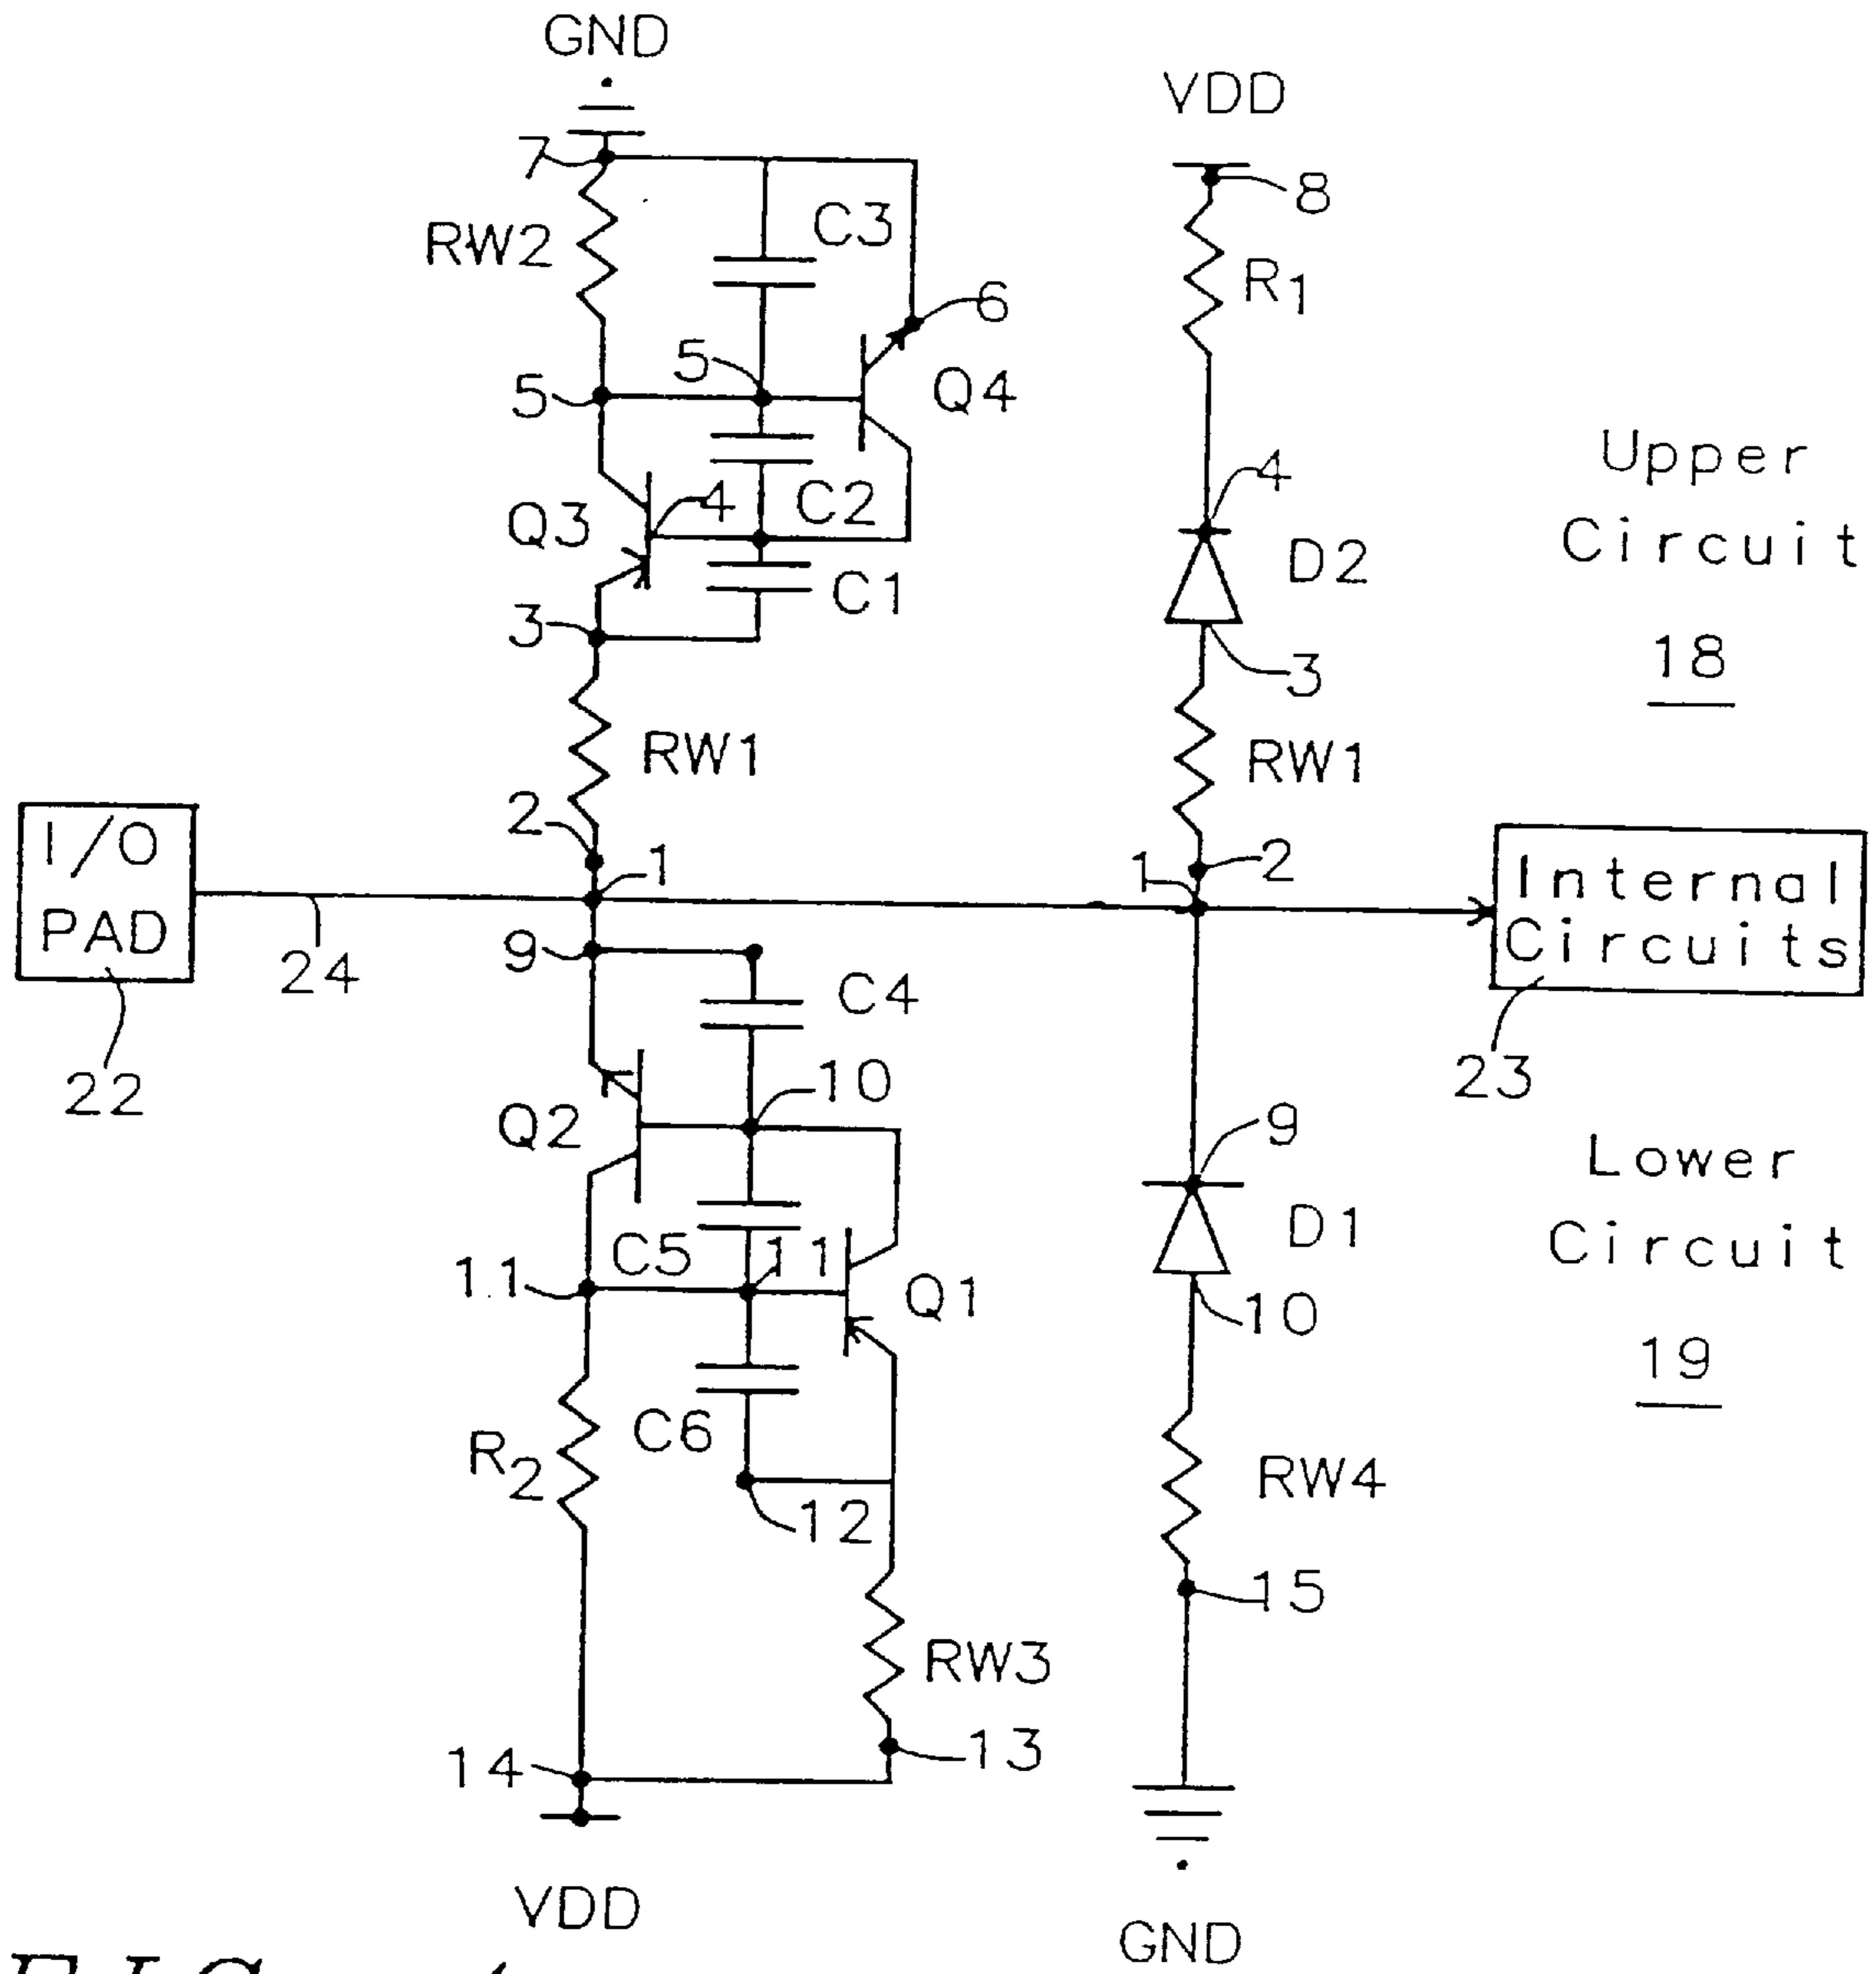 GND
VDD
7
8
C3
RW2
R1
6
5
5
Q4
4
Upper
Circuit
18
Q3
4
C2
D2
C1
3
3
RW1
RW1
2
1
1
2
I/O
PAD
Internal
Circuits
9
24
C4
22
10
23
Q2
9
Lower
Circuit
19
C5
11
D1
11
Q1
10
R2
C6
RW4
12
15
RW3
14
13
VDD
GND